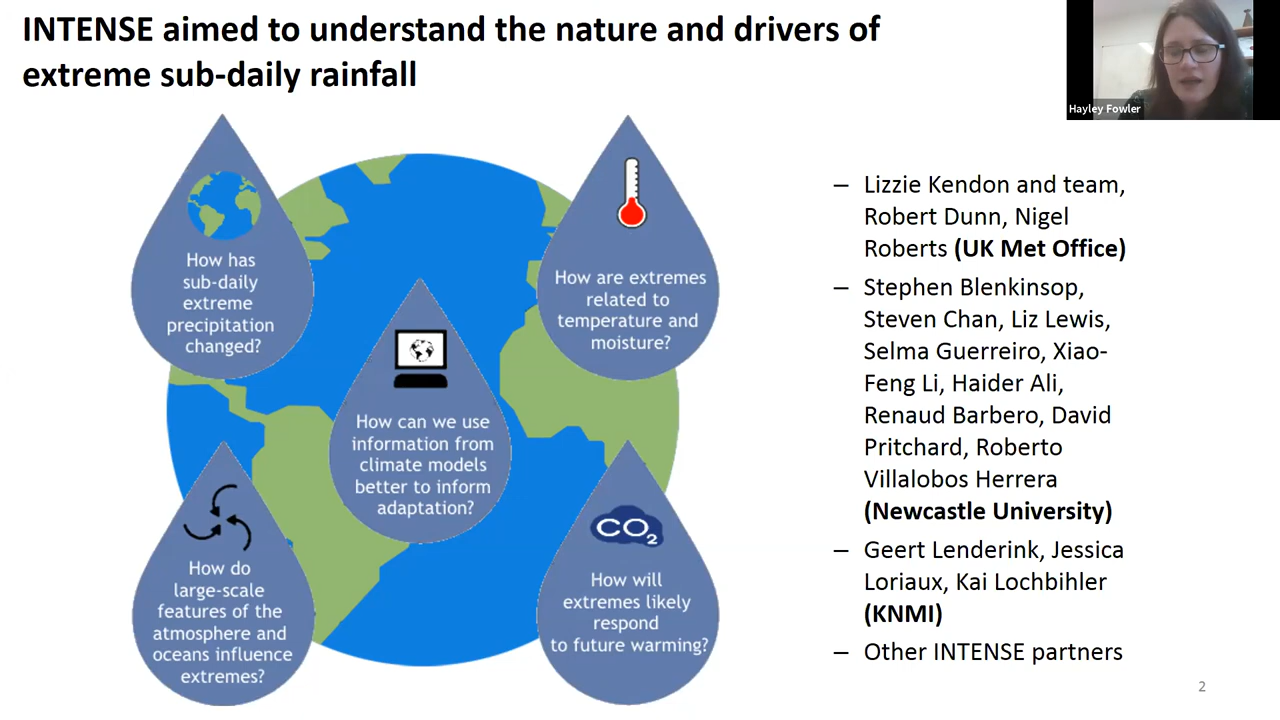 INTENSE aimed to understand the nature and drivers of
extreme sub-daily rainfall
Hayley Fowler
How has
sub-daily
extreme
precipitation
changed?
How are extremes
related to
temperature and
moisture?
How can we use
information from
climate models
better to inform
adaptation?
How do
large-scale
features of the
atmosphere and
oceans influence
extremes?
CO2
How will
extremes likely
respond
to future warming?
– Lizzie Kendon and team,
Robert Dunn, Nigel
Roberts (UK Met Office)
– Stephen Blenkinsop,
Steven Chan, Liz Lewis,
Selma Guerreiro, Xiao-
Feng Li, Haider Ali,
Renaud Barbero, David
Pritchard, Roberto
Villalobos Herrera
(Newcastle University)
– Geert Lenderink, Jessica
Loriaux, Kai Lochbihler
(KNMI)
– Other INTENSE partners
2